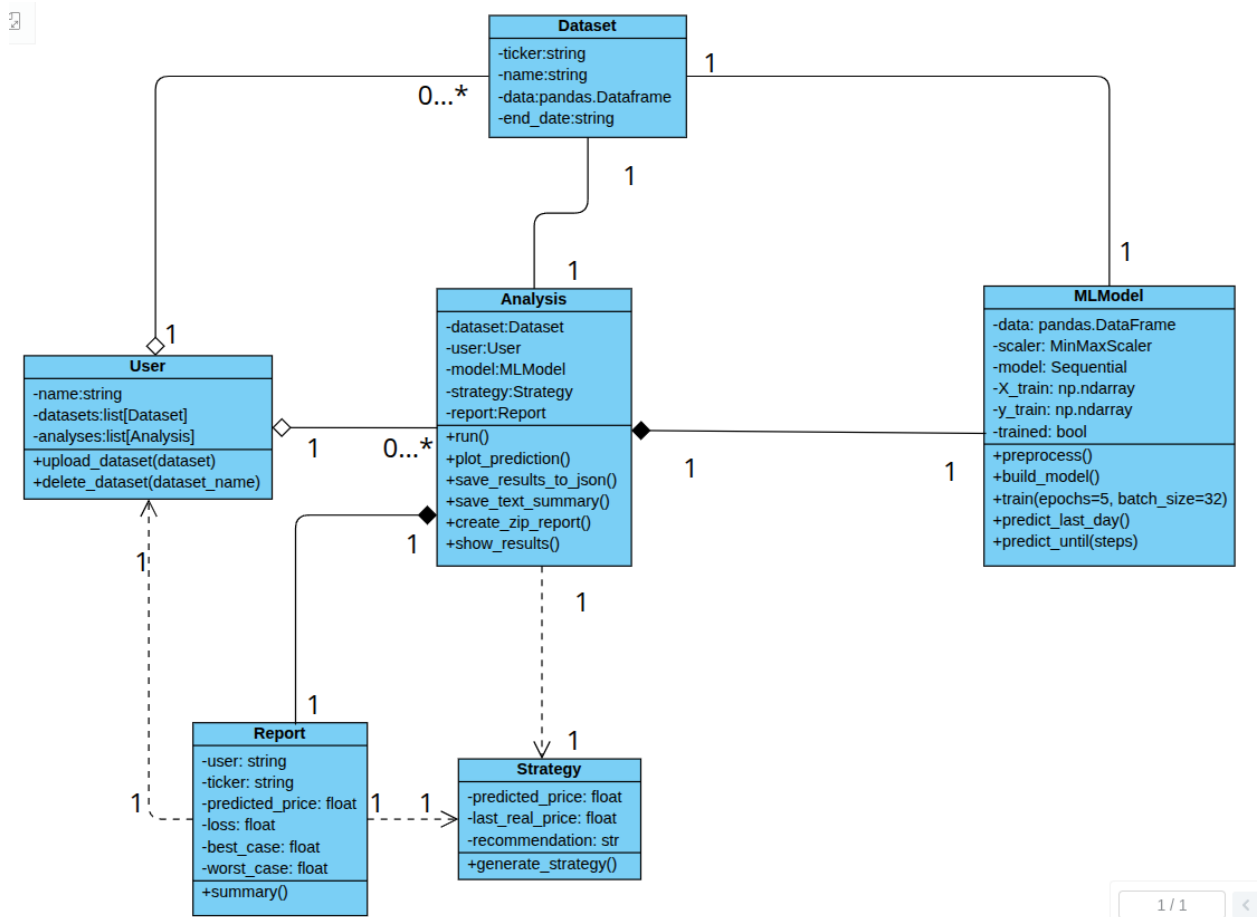 Dataset
-ticker:string
-name:string
-data:pandas.Dataframe
-end_date:string
1
0...*
1
1
1
1
Analysis
-dataset:Dataset
-user:User
-model:MLModel
-strategy:Strategy
-report:Report
+run()
+plot_prediction()
+save_results_to_json()
+save_text_summary()
+create_zip_report()
+show_results()
MLModel
-data: pandas.DataFrame
-scaler: MinMaxScaler
-model: Sequential
-X_train: np.ndarray
-y_train: np.ndarray
-trained: bool
+preprocess()
+build_model()
+train(epochs=5, batch_size=32)
+predict_last_day()
+predict_until(steps)
User
-name:string
-datasets:list[Dataset]
-analyses:list[Analysis]
+upload_dataset(dataset)
+delete_dataset(dataset_name)
1
0...*
1
1
1
1
1
1
1
Report
-user: string
-ticker: string
-predicted_price: float
-loss: float
-best_case: float
-worst_case: float
+summary()
1
1
1
1
Strategy
-predicted_price: float
-last_real_price: float
-recommendation: str
+generate_strategy()
1 / 1